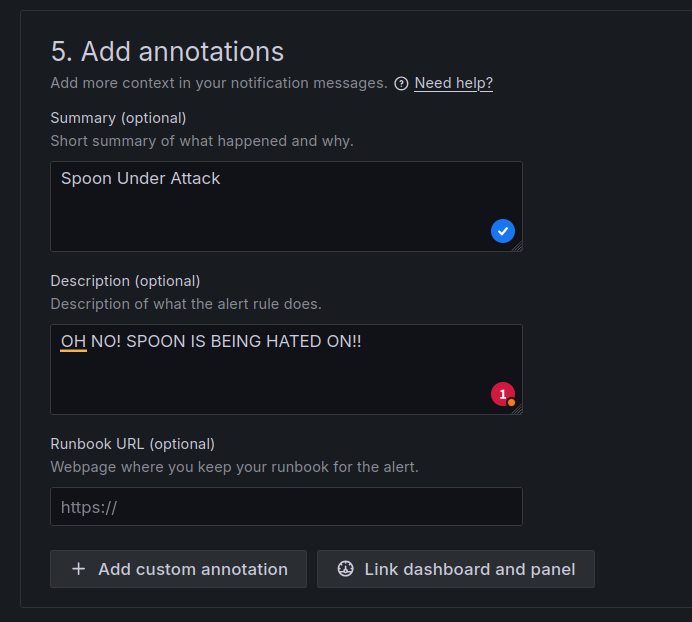 5. Add annotations
Add more context in your notification messages. Need help?
Summary (optional)
Short summary of what happened and why.
Spoon Under Attack
Description (optional)
Description of what the alert rule does.
OH NO! SPOON IS BEING HATED ON!!
1
Runbook URL (optional)
Webpage where you keep your runbook for the alert.
https://
+ Add custom annotation Link dashboard and panel